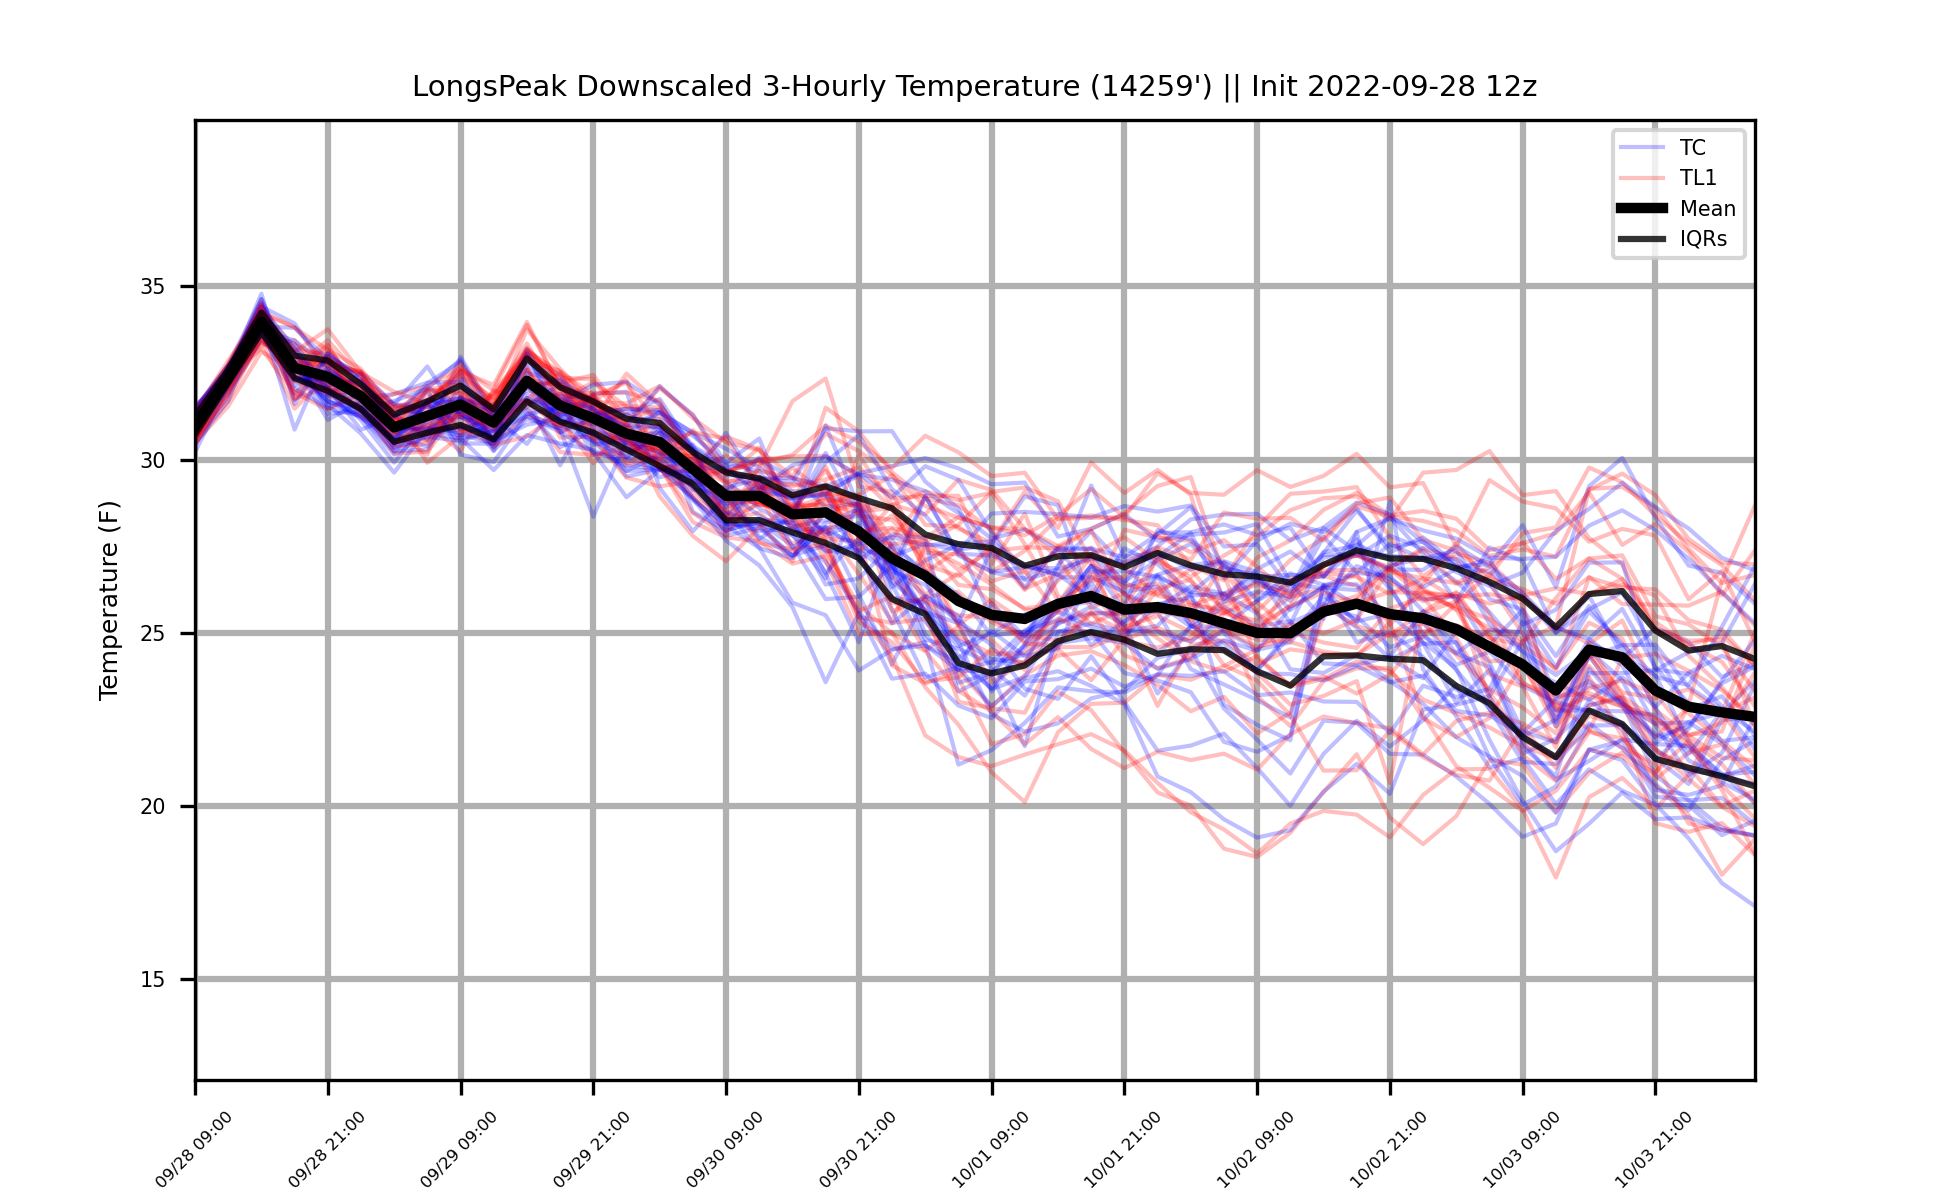 LongsPeak Downscaled 3-Hourly Temperature (14259') || Init 2022-09-28 12z
TC
TL1
Mean
IQRs
Temperature (F)
35
30
25
20
15
09/28 09:00
09/28 21:00
09/29 09:00
09/29 21:00
09/30 09:00
09/30 21:00
10/01 09:00
10/01 21:00
10/02 09:00
10/02 21:00
10/03 09:00
10/03 21:00